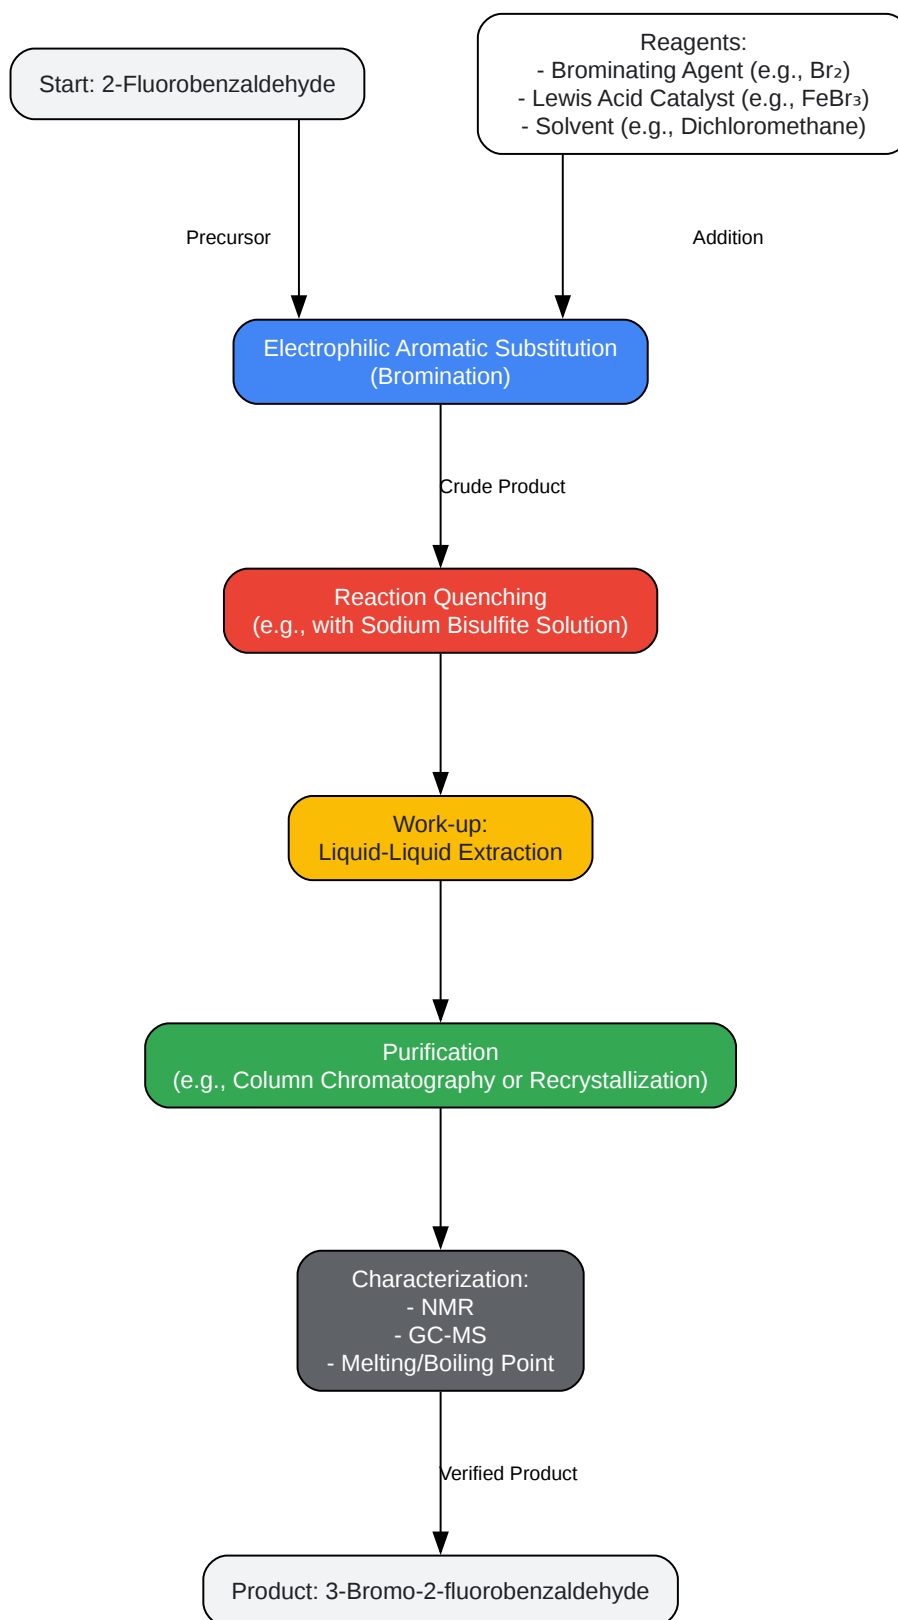 Start: 2-Fluorobenzaldehyde
Reagents:
- Brominating Agent (e.g., Br₂)
- Lewis Acid Catalyst (e.g., FeBr₃)
- Solvent (e.g., Dichloromethane)
Precursor
Addition
Electrophilic Aromatic Substitution
(Bromination)
Crude Product
Reaction Quenching
(e.g., with Sodium Bisulfite Solution)
Work-up:
Liquid-Liquid Extraction
Purification
(e.g., Column Chromatography or Recrystallization)
Characterization:
- NMR
- GC-MS
- Melting/Boiling Point
Verified Product
Product: 3-Bromo-2-fluorobenzaldehyde